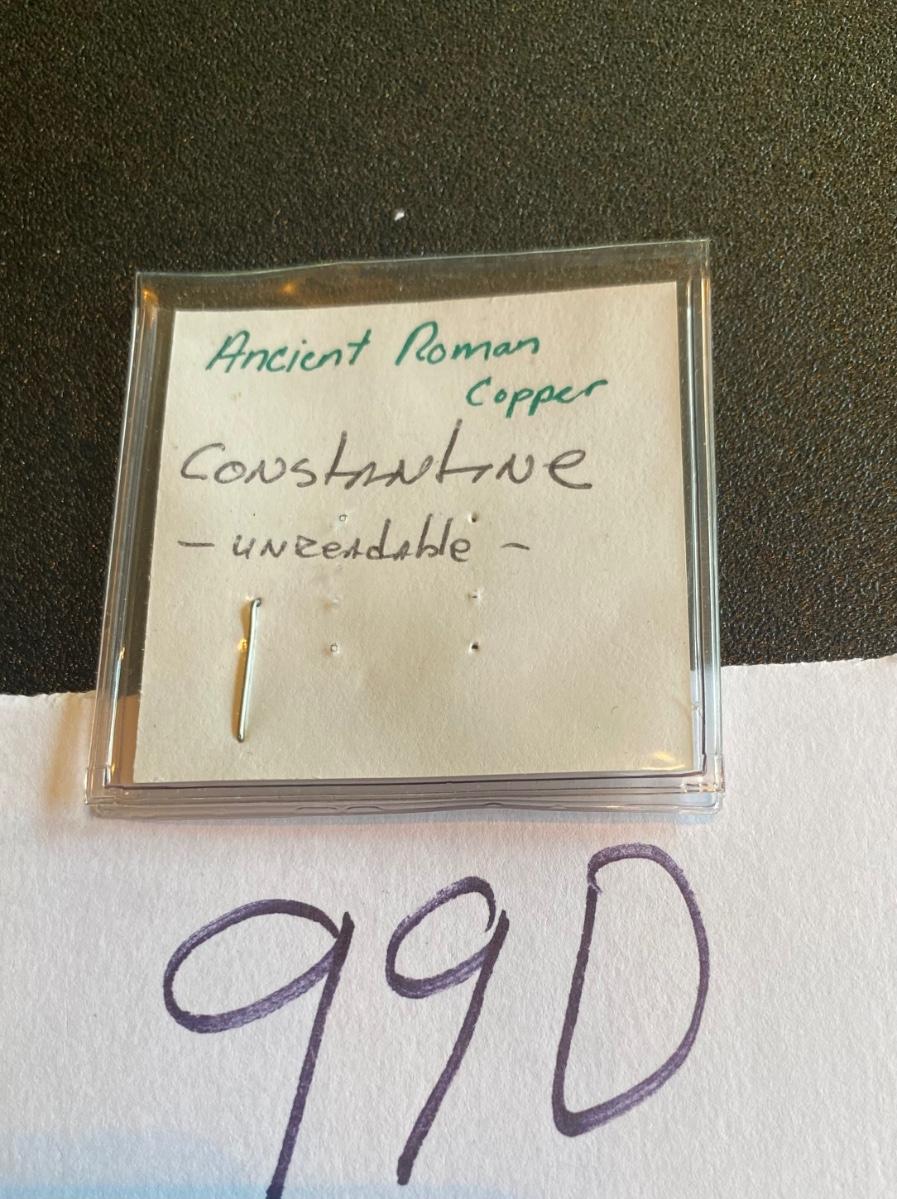 Ancient Roman
Copper
Constantine
- unreadable -
99D